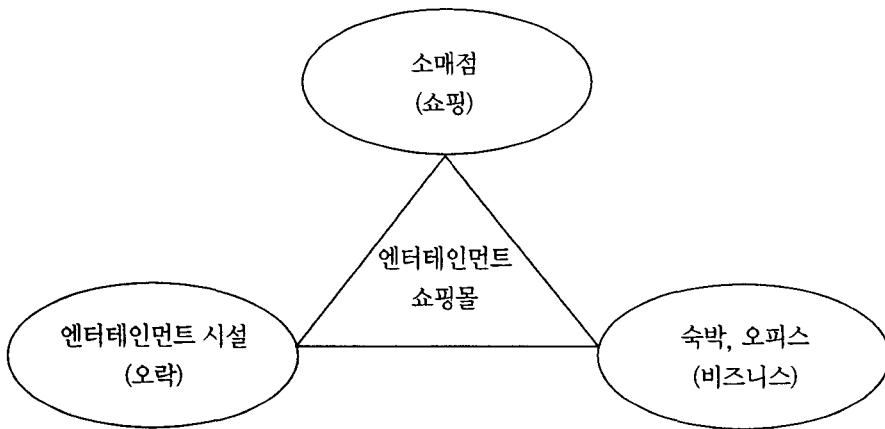 소매점
(쇼핑)
엔터테인먼트
쇼핑몰
엔터테인먼트 시설
(오락)
숙박, 오피스
(비즈니스)